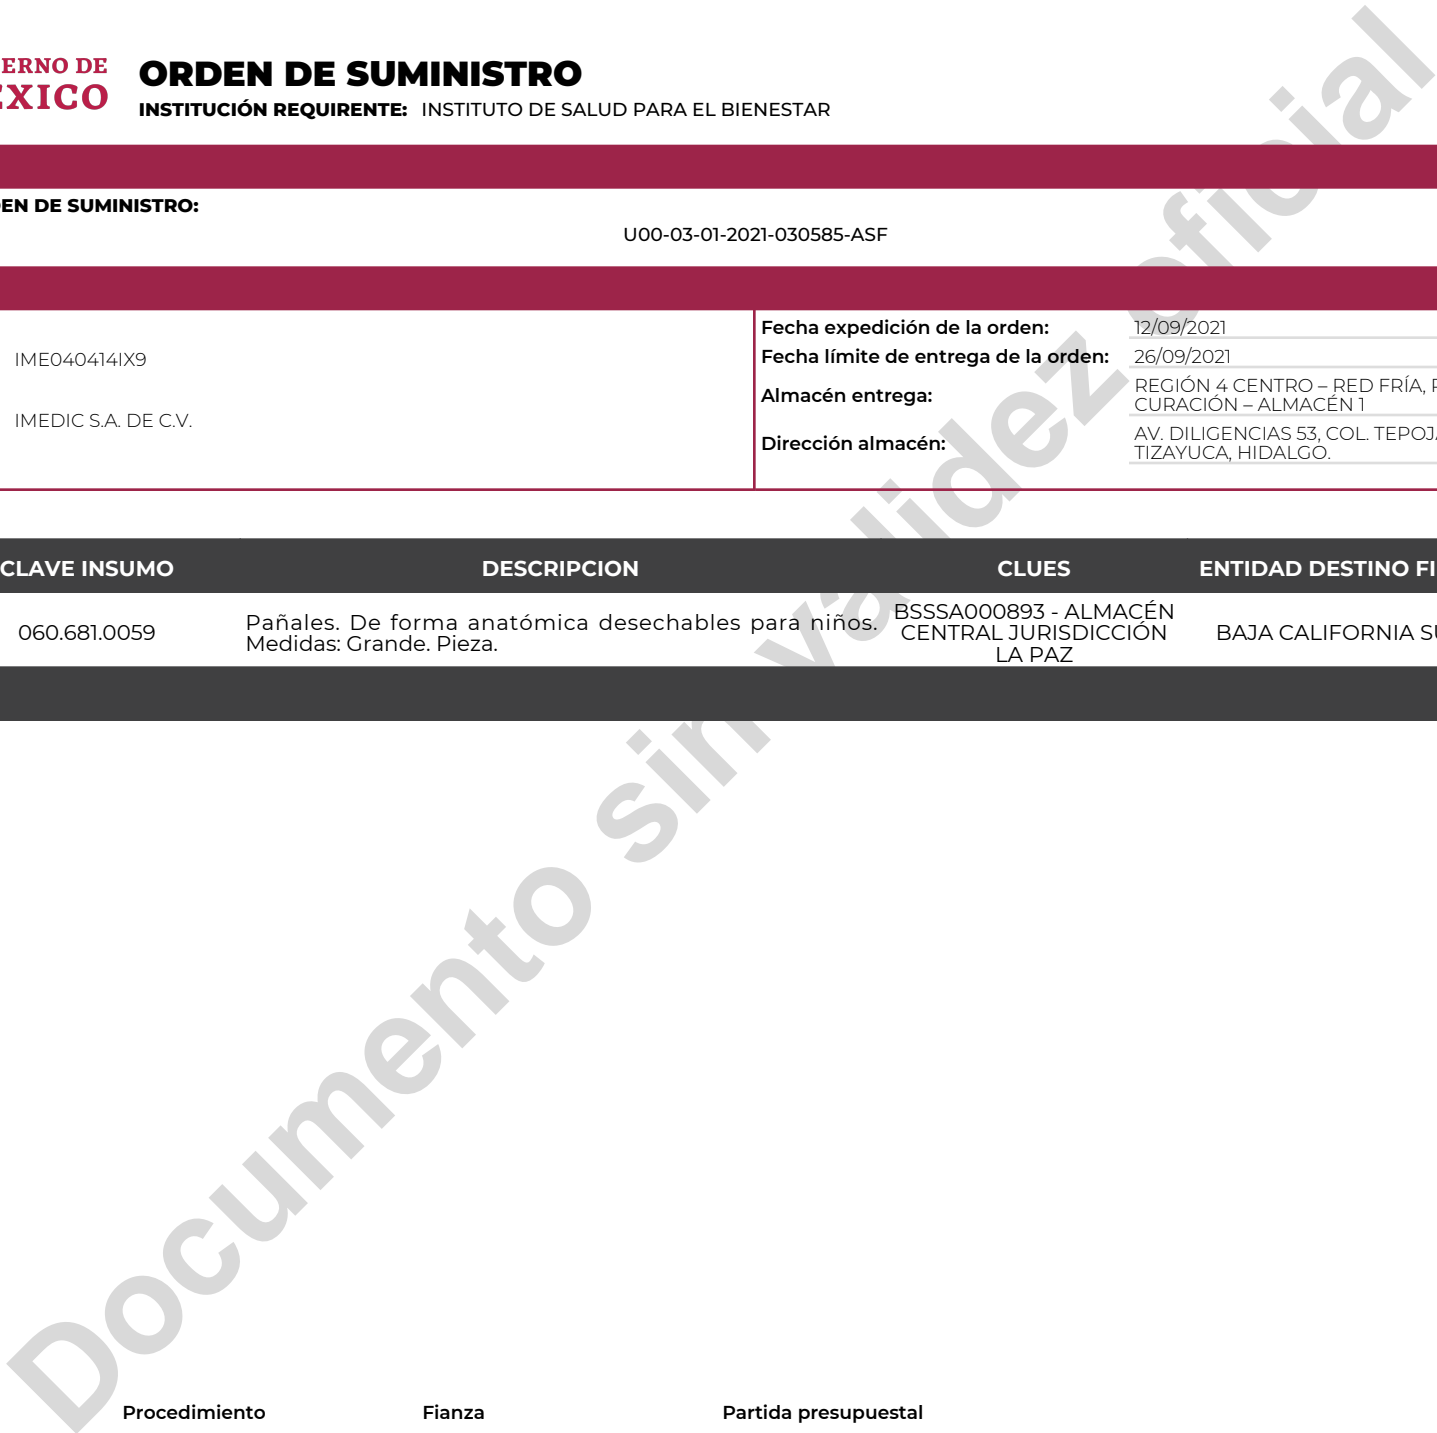 ERNO DE
ÉXICO
ORDEN DE SUMINISTRO
INSTITUCIÓN REQUIRENTE: INSTITUTO DE SALUD PARA EL BIENESTAR
EN DE SUMINISTRO:
U00-03-01-2021-030585-ASF
IME040414IX9
IMEDIC S.A. DE C.V.
Fecha expedición de la orden: 12/09/2021
Fecha límite de entrega de la orden: 26/09/2021
Almacén entrega: REGIÓN 4 CENTRO – RED FRÍA,
CURACIÓN – ALMACÉN 1
Dirección almacén: AV. DILIGENCIAS 53, COL. TEPOJ
TIZAYUCA, HIDALGO.
CLAVE INSUMO DESCRIPCION CLUES ENTIDAD DESTINO FI
060.681.0059
Pañales. De forma anatómica desechables para niños.
Medidas: Grande. Pieza.
BSSSA000893 - ALMACÉN
CENTRAL JURISDICCIÓN
LA PAZ
BAJA CALIFORNIA SU
Documento sin validez oficial
Procedimiento Fianza Partida presupuestal